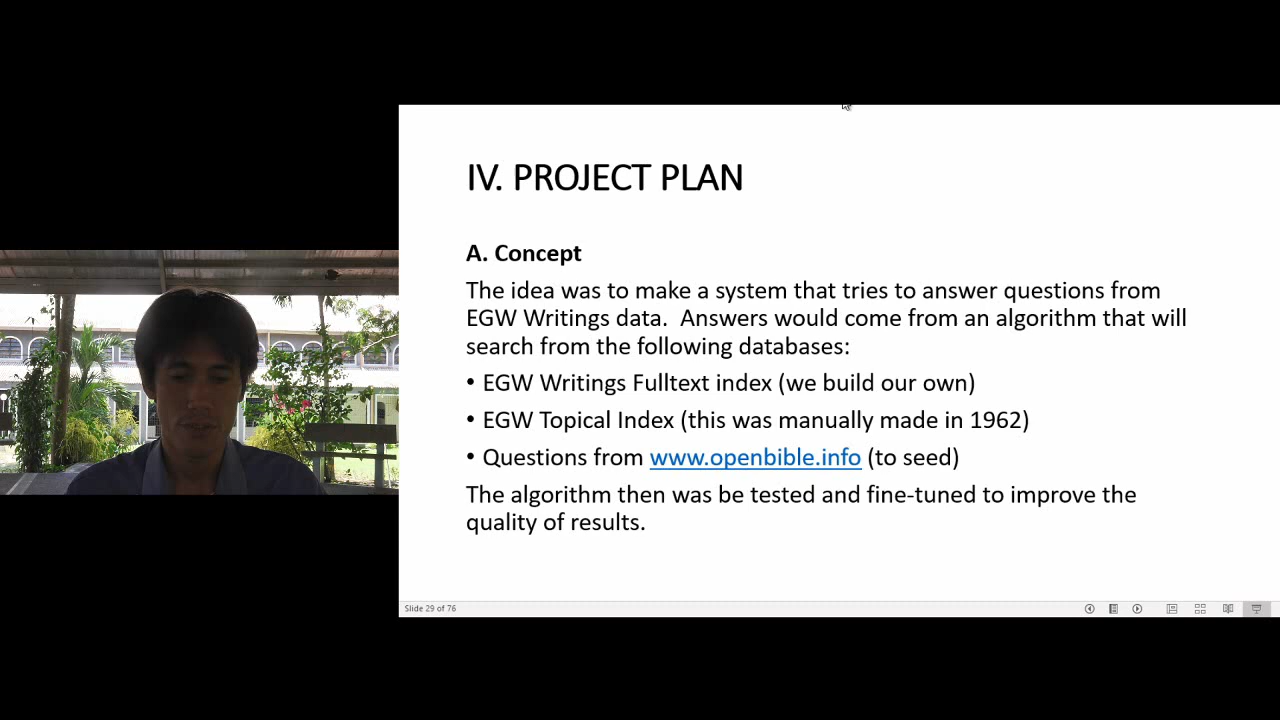 IV. PROJECT PLAN
A. Concept
The idea was to make a system that tries to answer questions from
EGW Writings data.  Answers would come from an algorithm that will
search from the following databases:
• EGW Writings Fulltext index (we build our own)
• EGW Topical Index (this was manually made in 1962)
• Questions from www.openbible.info (to seed)
The algorithm then was be tested and fine-tuned to improve the
quality of results.
Slide 29 of 76